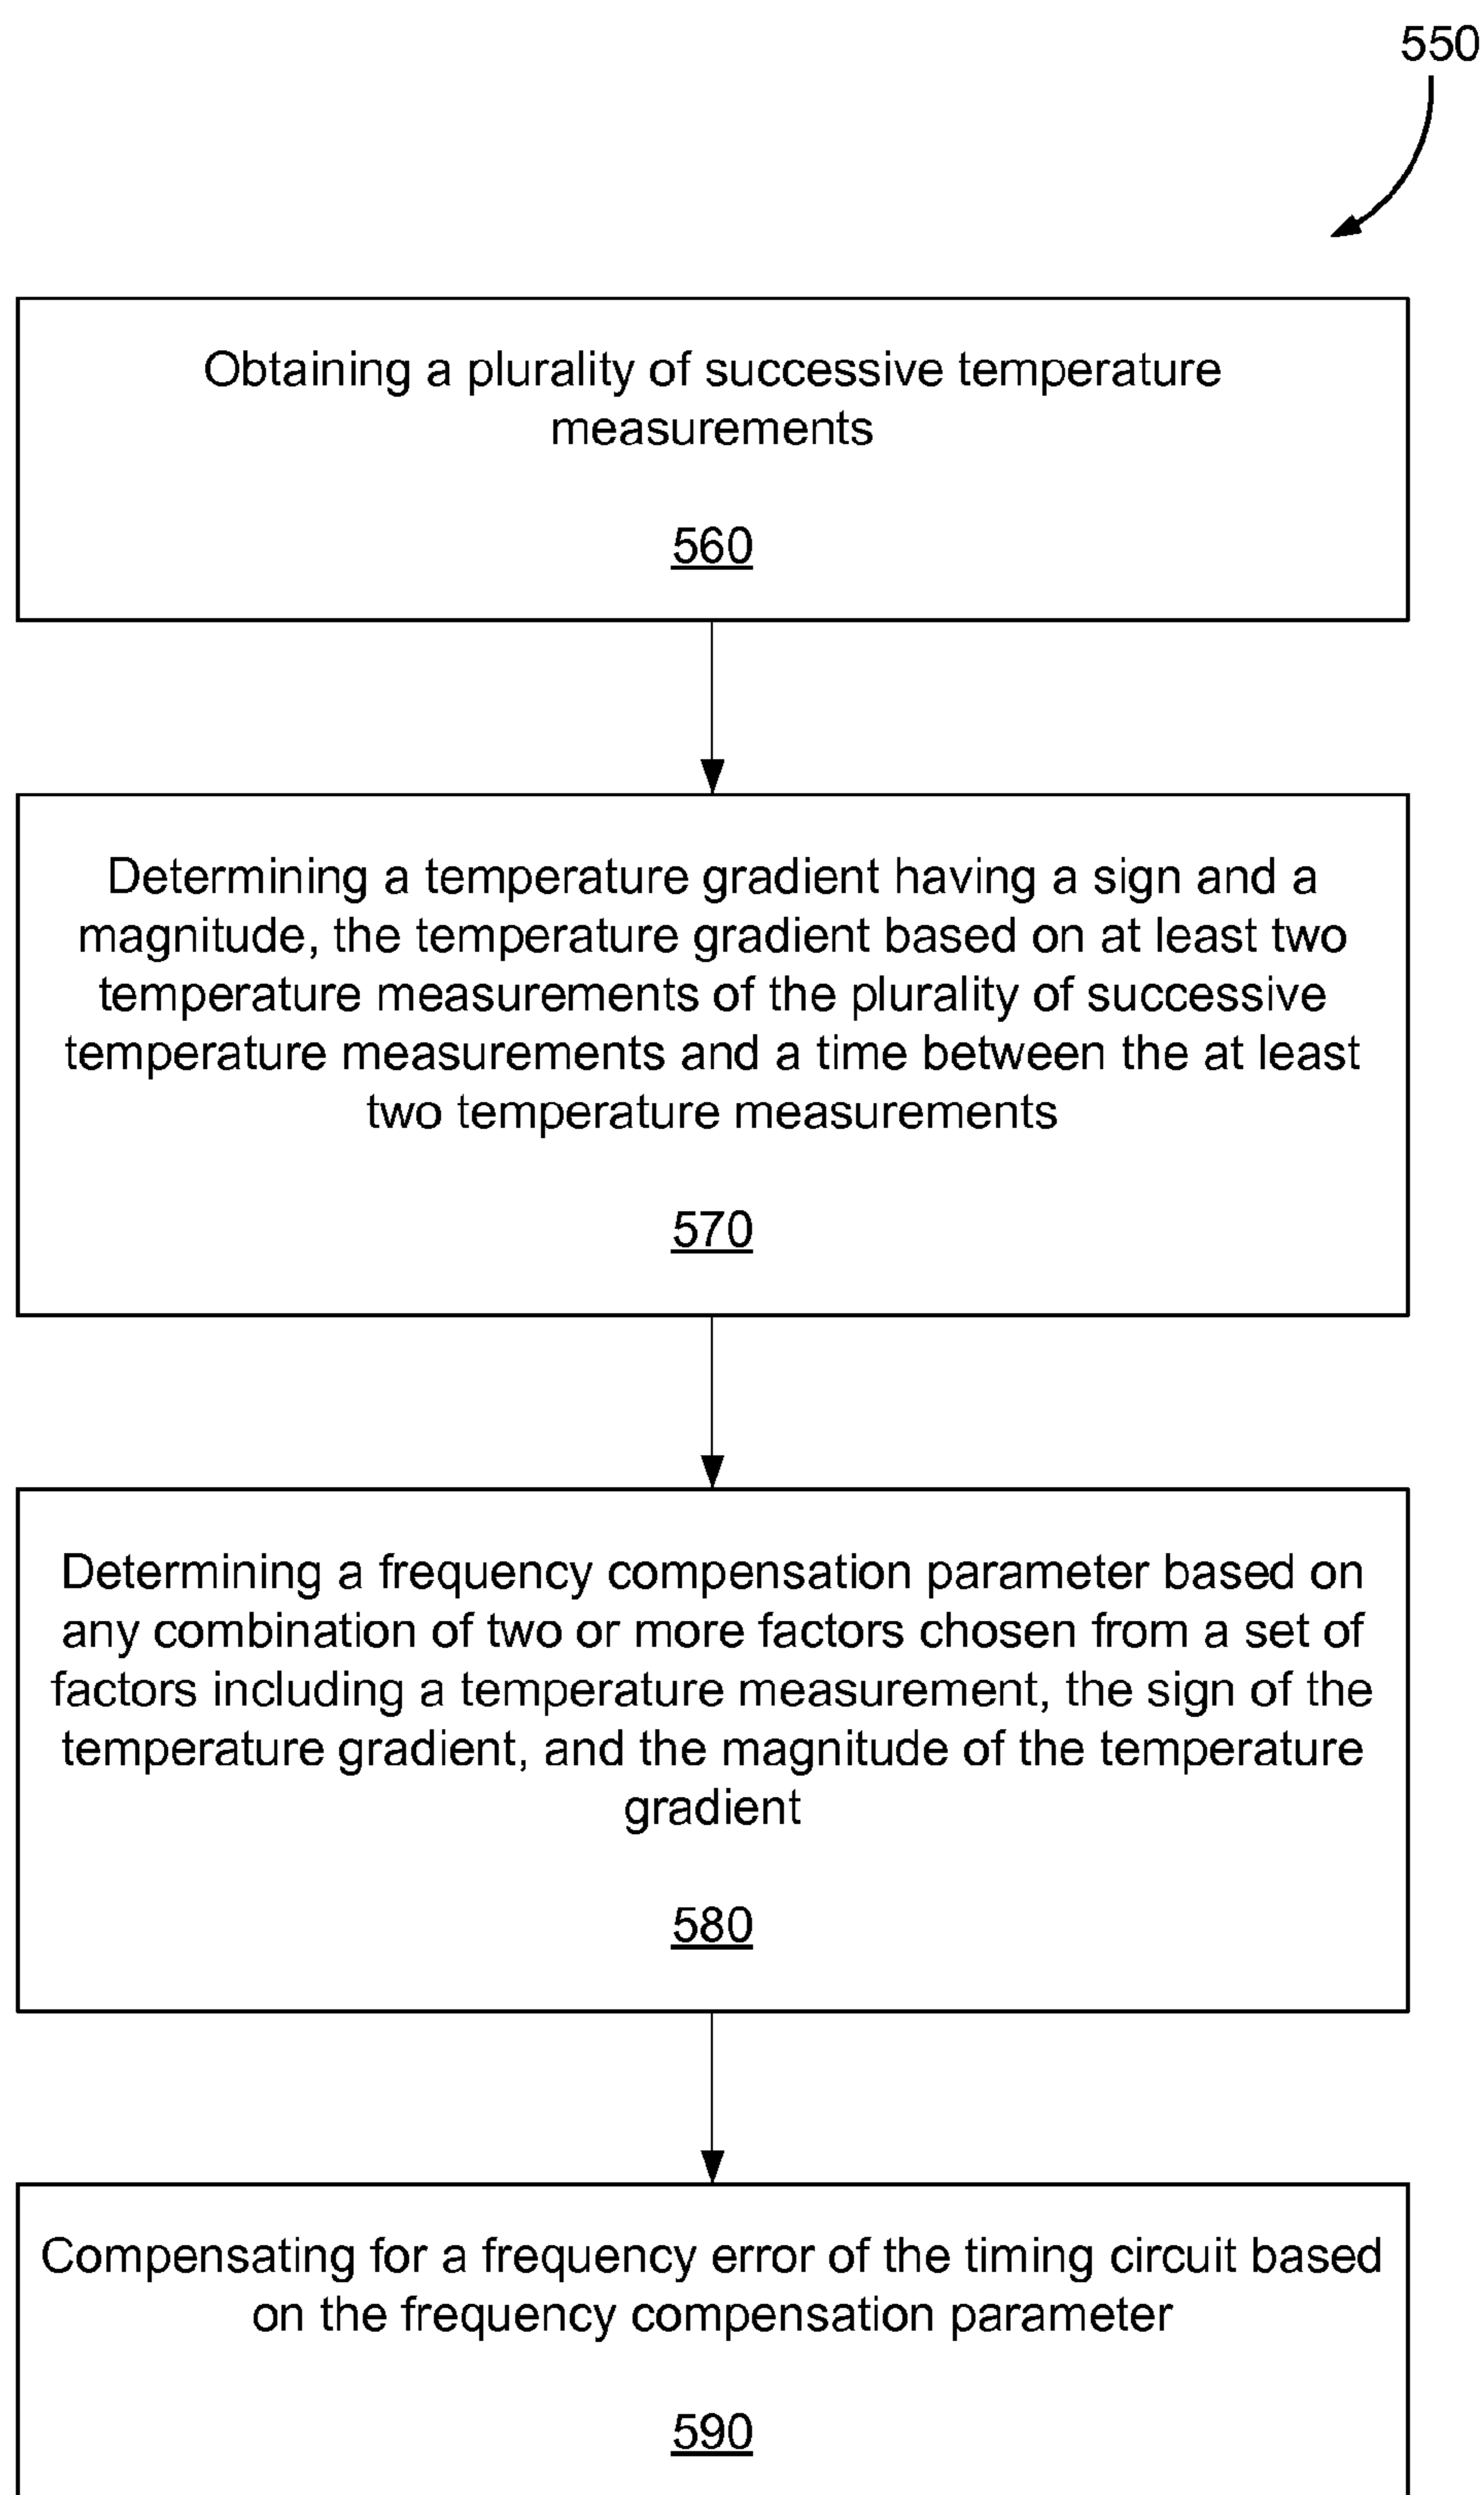 550
Obtaining a plurality of successive temperature
measurements
560
Determining a temperature gradient having a sign and a
magnitude, the temperature gradient based on at least two
temperature measurements of the plurality of successive
temperature measurements and a time between the at least
two temperature measurements
570
Determining a frequency compensation parameter based on
any combination of two or more factors chosen from a set of
factors including a temperature measurement, the sign of the
temperature gradient, and the magnitude of the temperature
gradient
580
Compensating for a frequency error of the timing circuit based
on the frequency compensation parameter
590